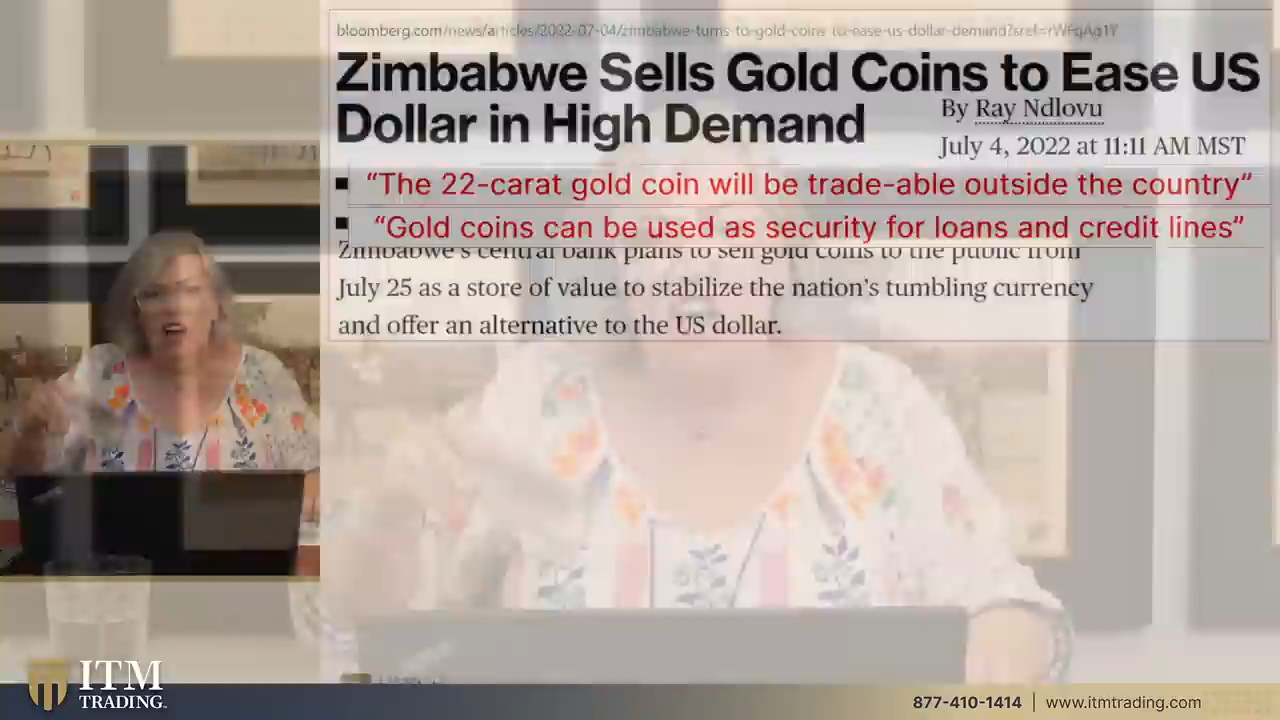 bloomberg.com/news/articles/2022-07-04/zimbabwe-turns-to-gold-coins-to-ease-us-dollar-demand?sref=rWFqAg1Y
Zimbabwe Sells Gold Coins to Ease US
Dollar in High Demand
By Ray Ndlovu
July 4, 2022 at 11:11 AM MST
“The 22-carat gold coin will be trade-able outside the country”
“Gold coins can be used as security for loans and credit lines”
Zimbabwe’s central bank plans to sell gold coins to the public from
July 25 as a store of value to stabilize the nation’s tumbling currency
and offer an alternative to the US dollar.
ITM
TRADING.
877-410-1414 | www.itmtrading.com